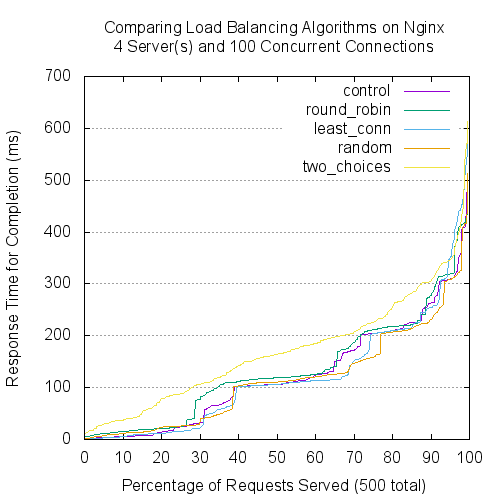 Comparing Load Balancing Algorithms on Nginx
4 Server(s) and 100 Concurrent Connections
700
600
500
400
300
200
100
0
Response Time for Completion (ms)
control
round_robin
least_conn
random
two_choices
0 10 20 30 40 50 60 70 80 90 100
Percentage of Requests Served (500 total)